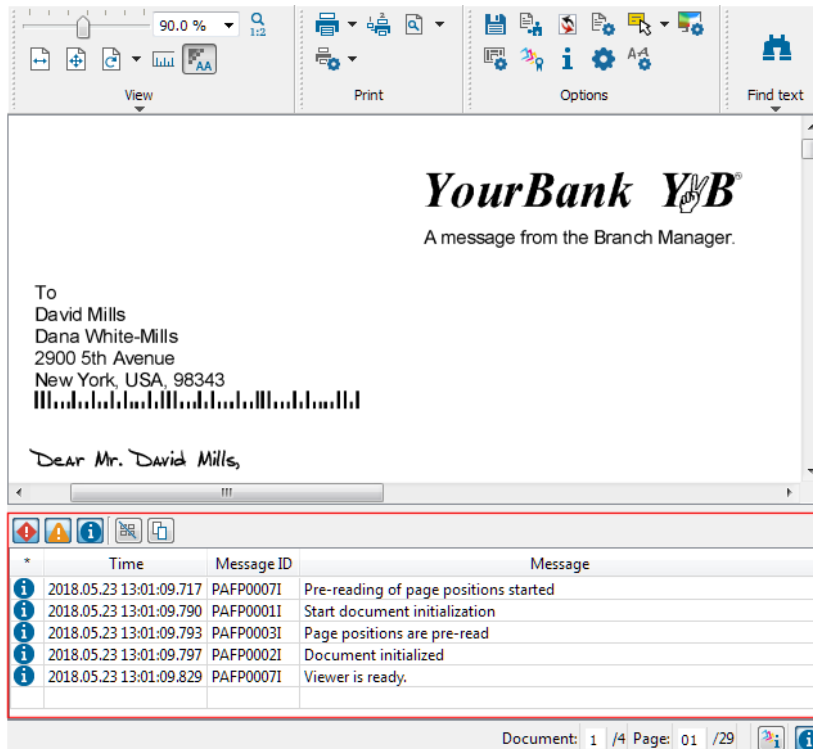 90.0 %
1:2
AA
View
Print
Options
Find text
YourBank YB®
A message from the Branch Manager.
To
David Mills
Dana White-Mills
2900 5th Avenue
New York, USA, 98343
Dear Mr. David Mills,
* Time Message ID Message
2018.05.23 13:01:09.717 PAFP0007I Pre-reading of page positions started
2018.05.23 13:01:09.790 PAFP0001I Start document initialization
2018.05.23 13:01:09.793 PAFP0003I Page positions are pre-read
2018.05.23 13:01:09.797 PAFP0002I Document initialized
2018.05.23 13:01:09.829 PAFP0007I Viewer is ready.
Document: 1 /4 Page: 01 /29